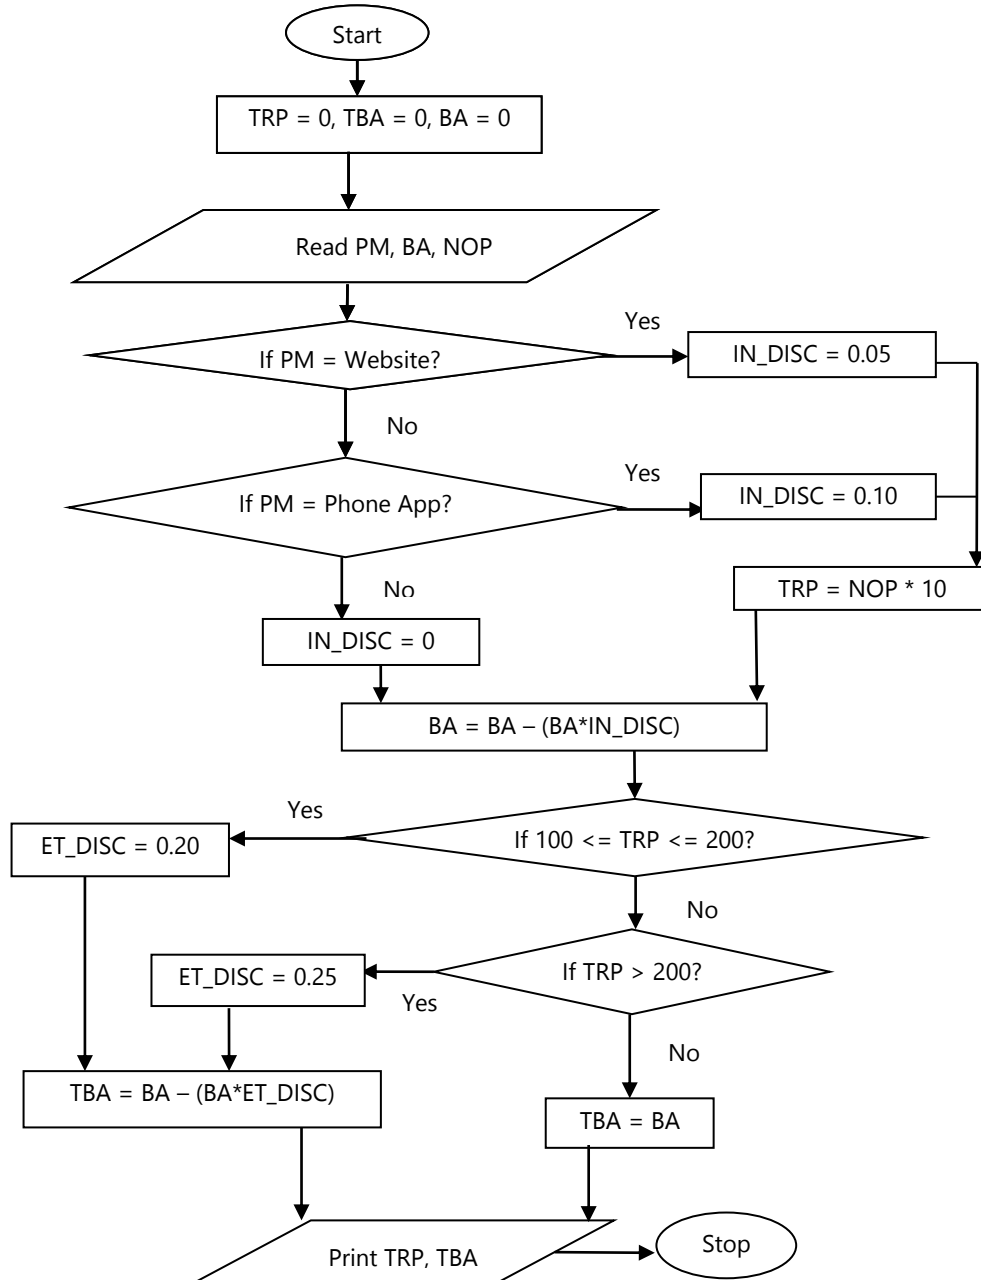 Start
TRP = 0, TBA = 0, BA = 0
Read PM, BA, NOP
If PM = Website?
Yes
IN_DISC = 0.05
No
If PM = Phone App?
Yes
IN_DISC = 0.10
No
TRP = NOP * 10
IN_DISC = 0
BA = BA – (BA*IN_DISC)
If 100 <= TRP <= 200?
Yes
ET_DISC = 0.20
No
If TRP > 200?
Yes
ET_DISC = 0.25
No
TBA = BA – (BA*ET_DISC)
TBA = BA
Print TRP, TBA
Stop